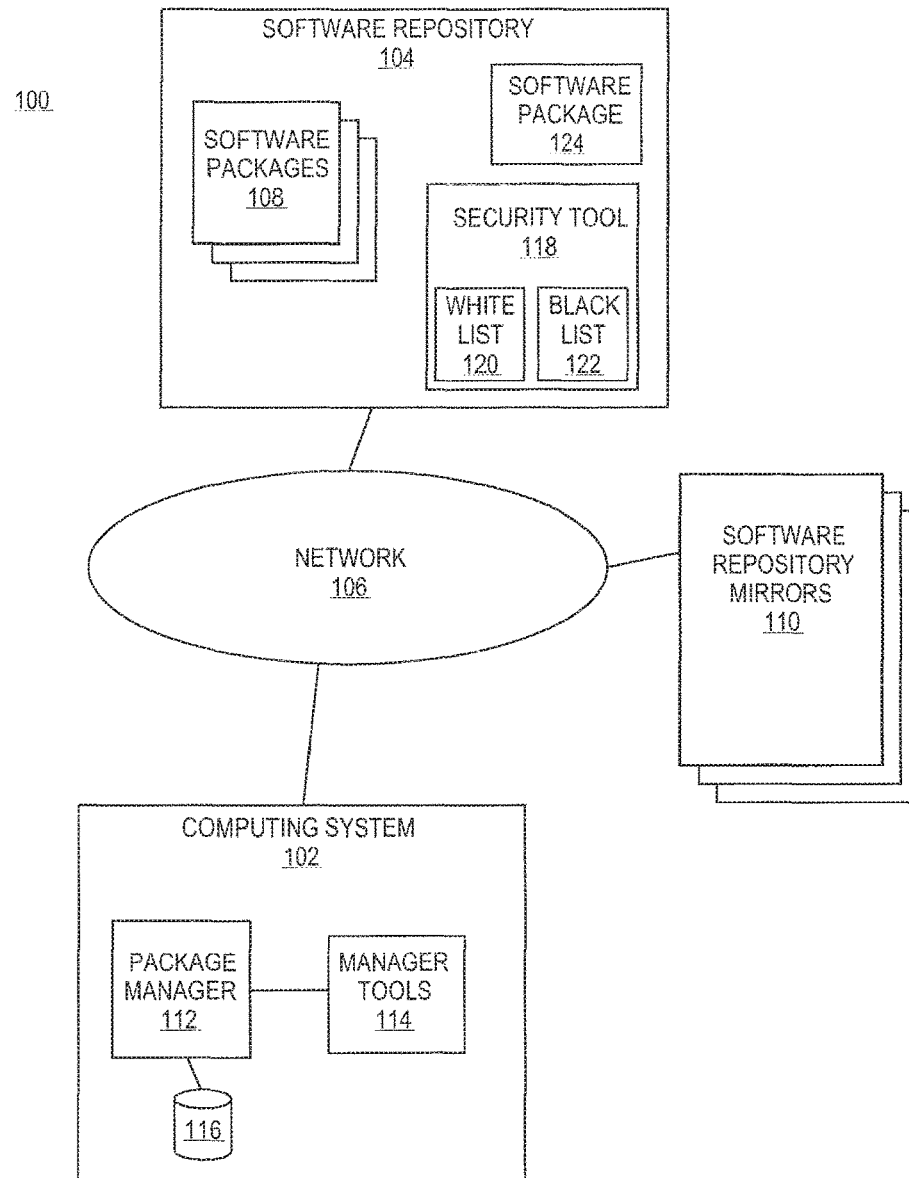 100
SOFTWARE REPOSITORY
104
SOFTWARE
PACKAGES
108
SOFTWARE
PACKAGE
124
SECURITY TOOL
118
WHITE
LIST
120
BLACK
LIST
122
NETWORK
106
SOFTWARE
REPOSITORY
MIRRORS
110
COMPUTING SYSTEM
102
PACKAGE
MANAGER
112
MANAGER
TOOLS
114
116